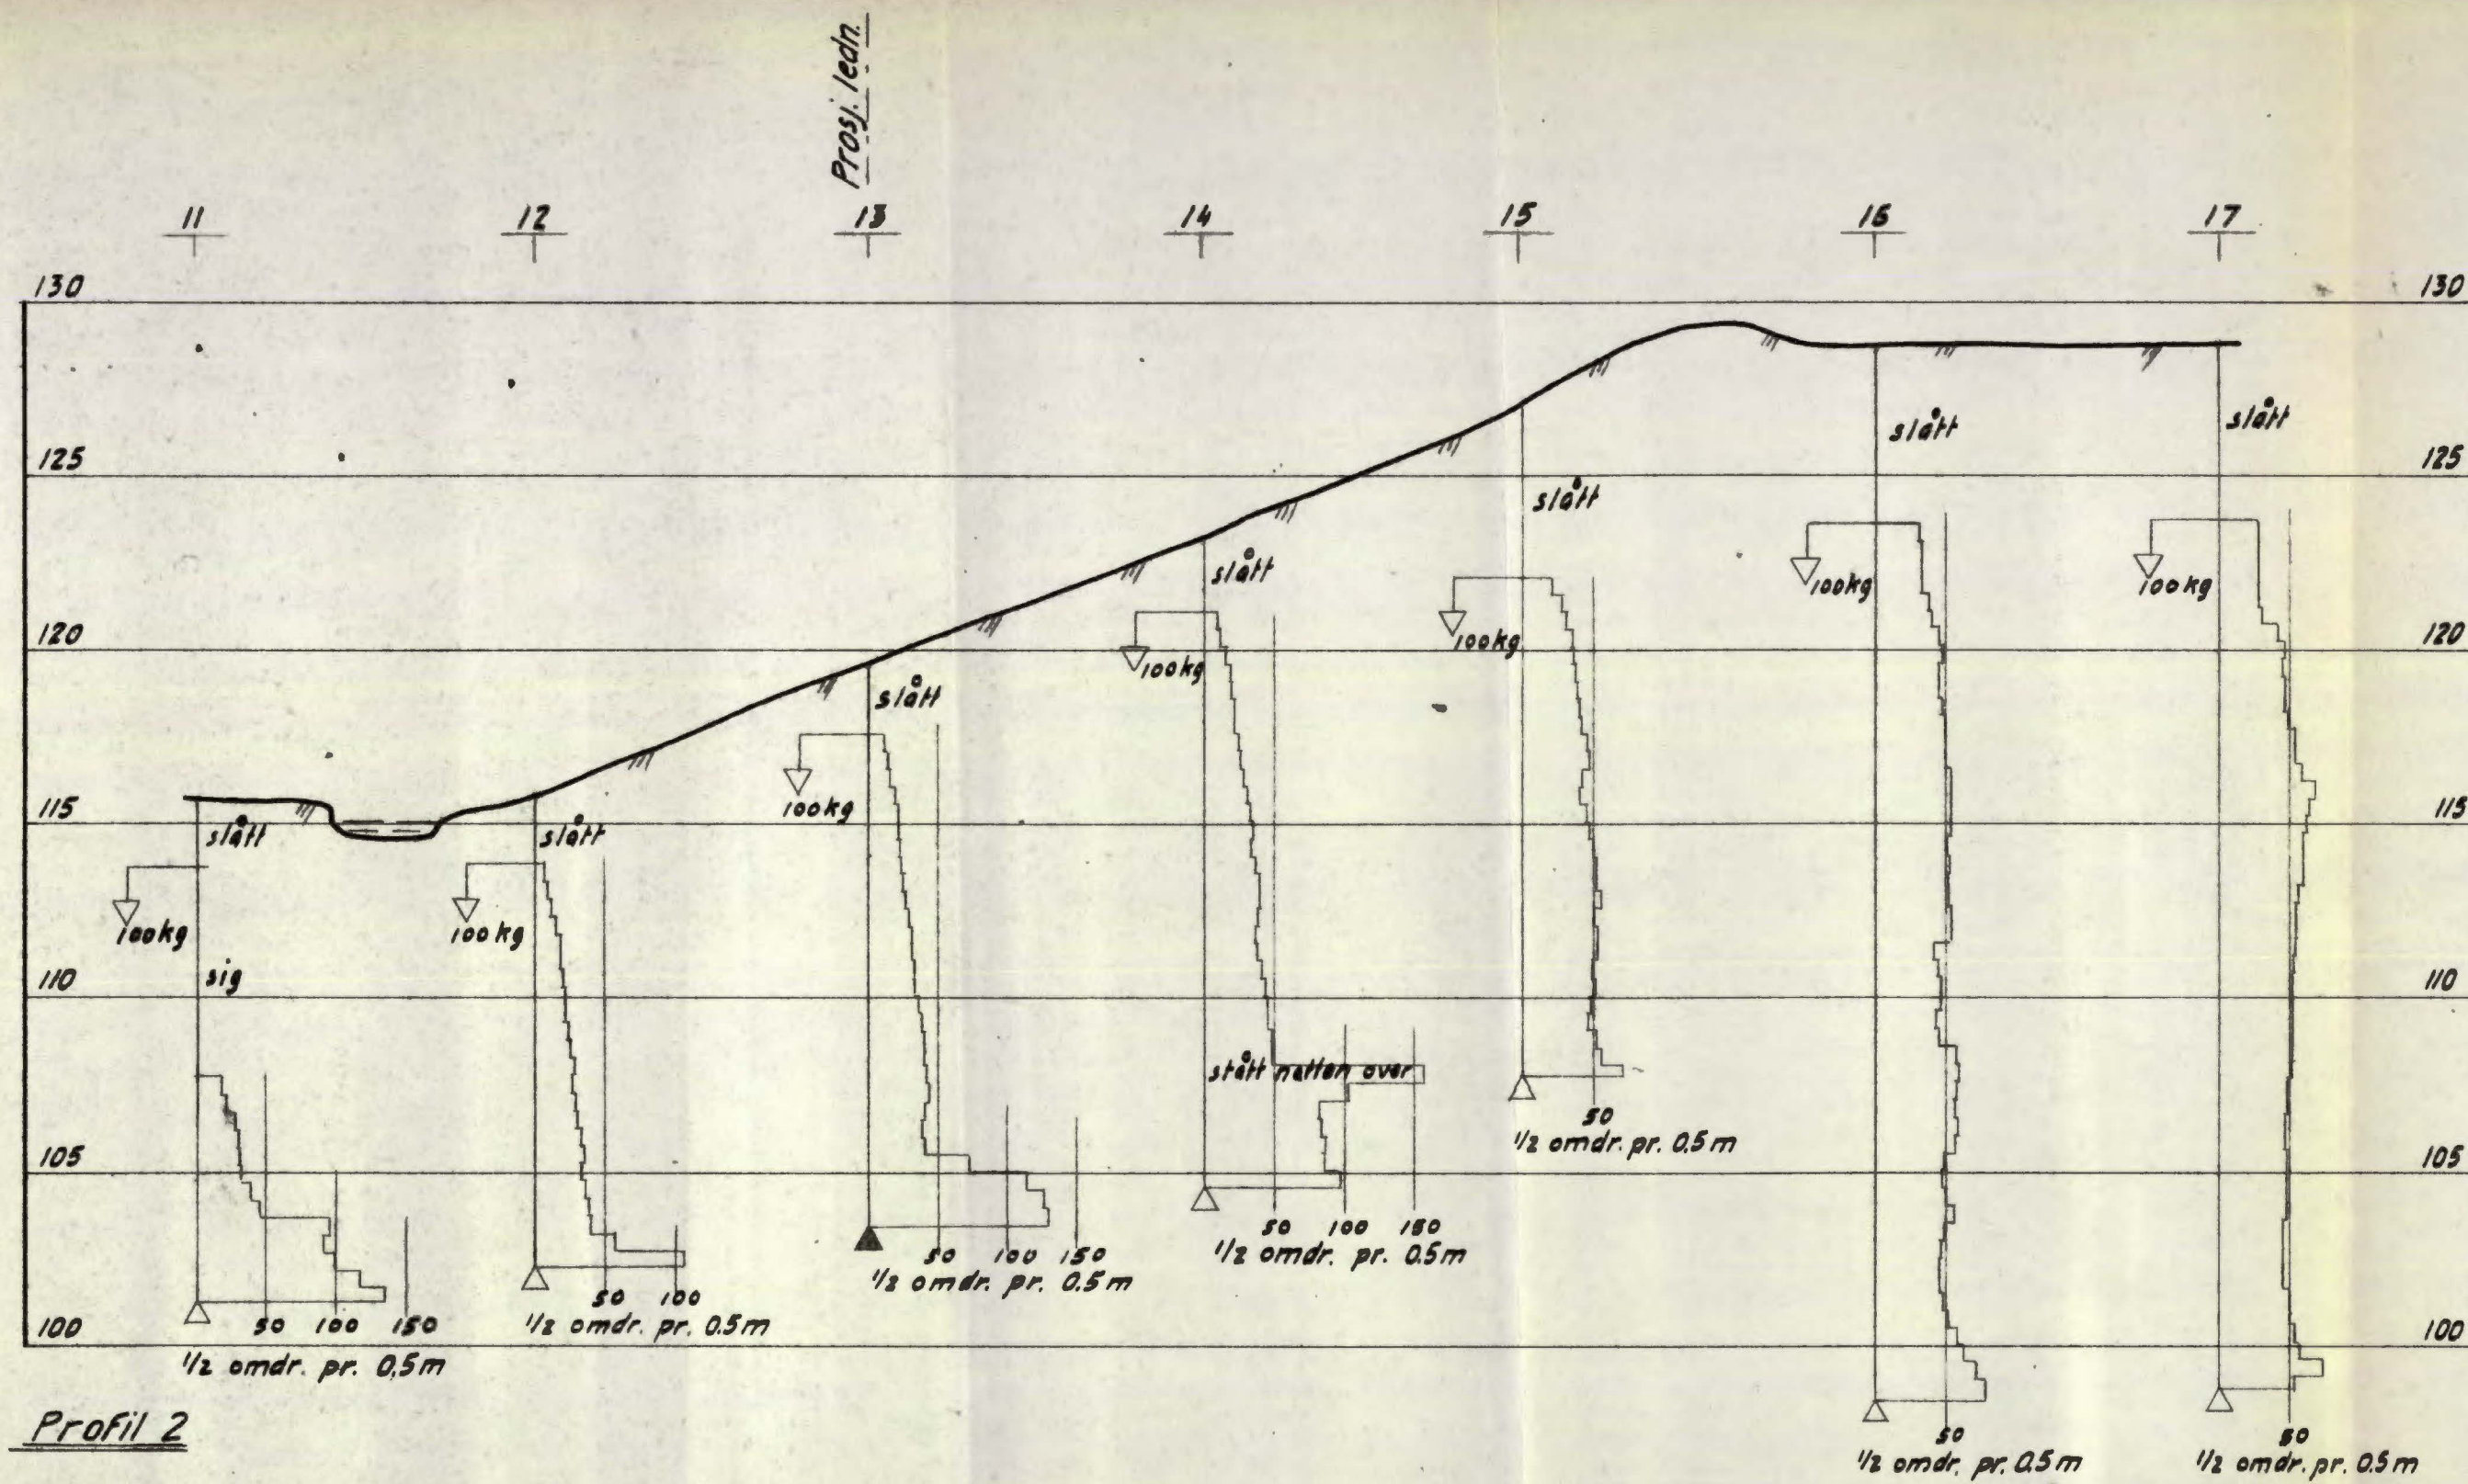 Prosj. ledn.
11 12 13 14 15 16 17
130 130
slått slått
125 125
slått
slått
100kg 100kg
120 100kg 120
100kg
slått
100kg
115 115
slått slått
100kg 100kg
sig
110 110
stått natten over
50
1/2 omdr. pr. 0.5m
105 105
50 100 150
1/2 omdr. pr. 0.5m
50 100 150
1/2 omdr. pr. 0.5m
50 100
1/2 omdr. pr. 0.5m
50 100 150
100 100
1/2 omdr. pr. 0.5m
Profil 2
50 50
1/2 omdr. pr. 0.5m 1/2 omdr. pr. 0.5m